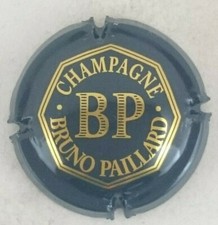 · CHAMPAGNE ·
BP
BRUNO PAILLARD